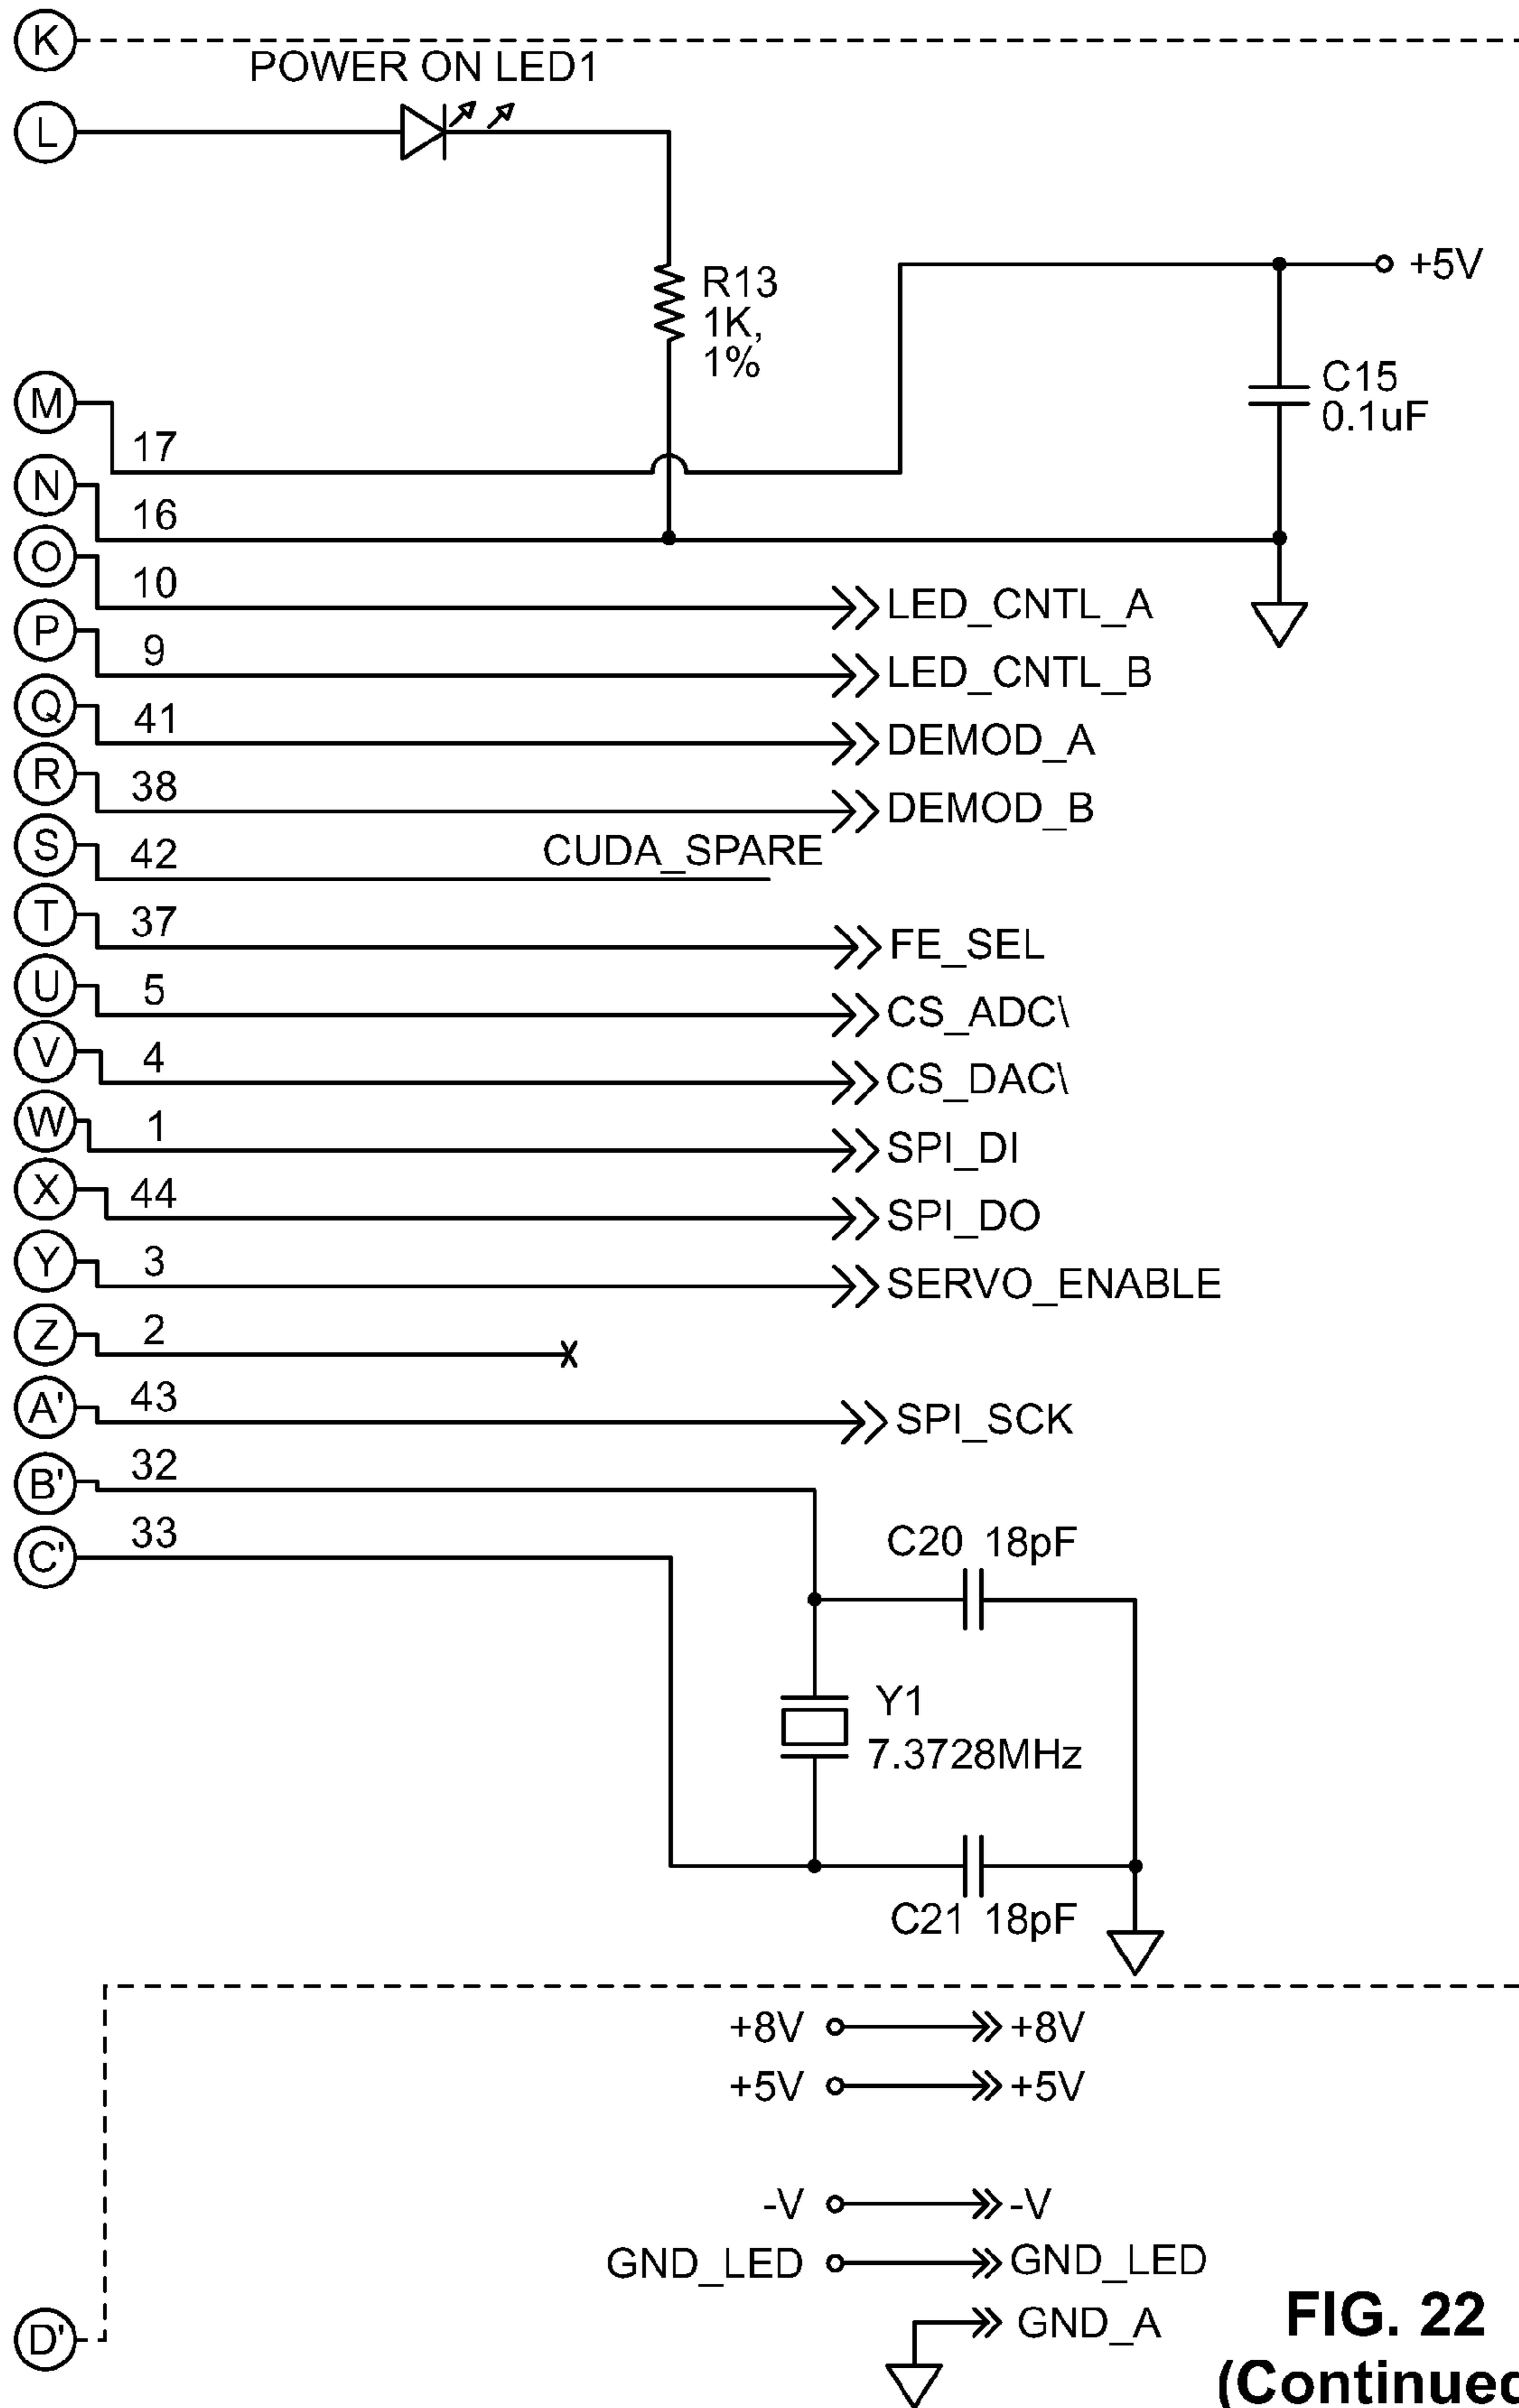 K
POWER ON LED1
L
+5V
R13
1K,
1%
C15
0.1uF
M
17
N
16
O
10
LED_CNTL_A
P
9
LED_CNTL_B
Q
41
DEMOD_A
R
38
DEMOD_B
S
42
CUDA_SPARE
T
37
FE_SEL
U
5
CS_ADC\
V
4
CS_DAC\
W
1
SPI_DI
X
44
SPI_DO
Y
3
SERVO_ENABLE
Z
2
A'
43
SPI_SCK
B'
32
C'
33
C20 18pF
Y1
7.3728MHz
C21 18pF
+8V +8V
+5V +5V
-V -V
GND_LED GND_LED
GND_A
D'
FIG. 22
(Continued